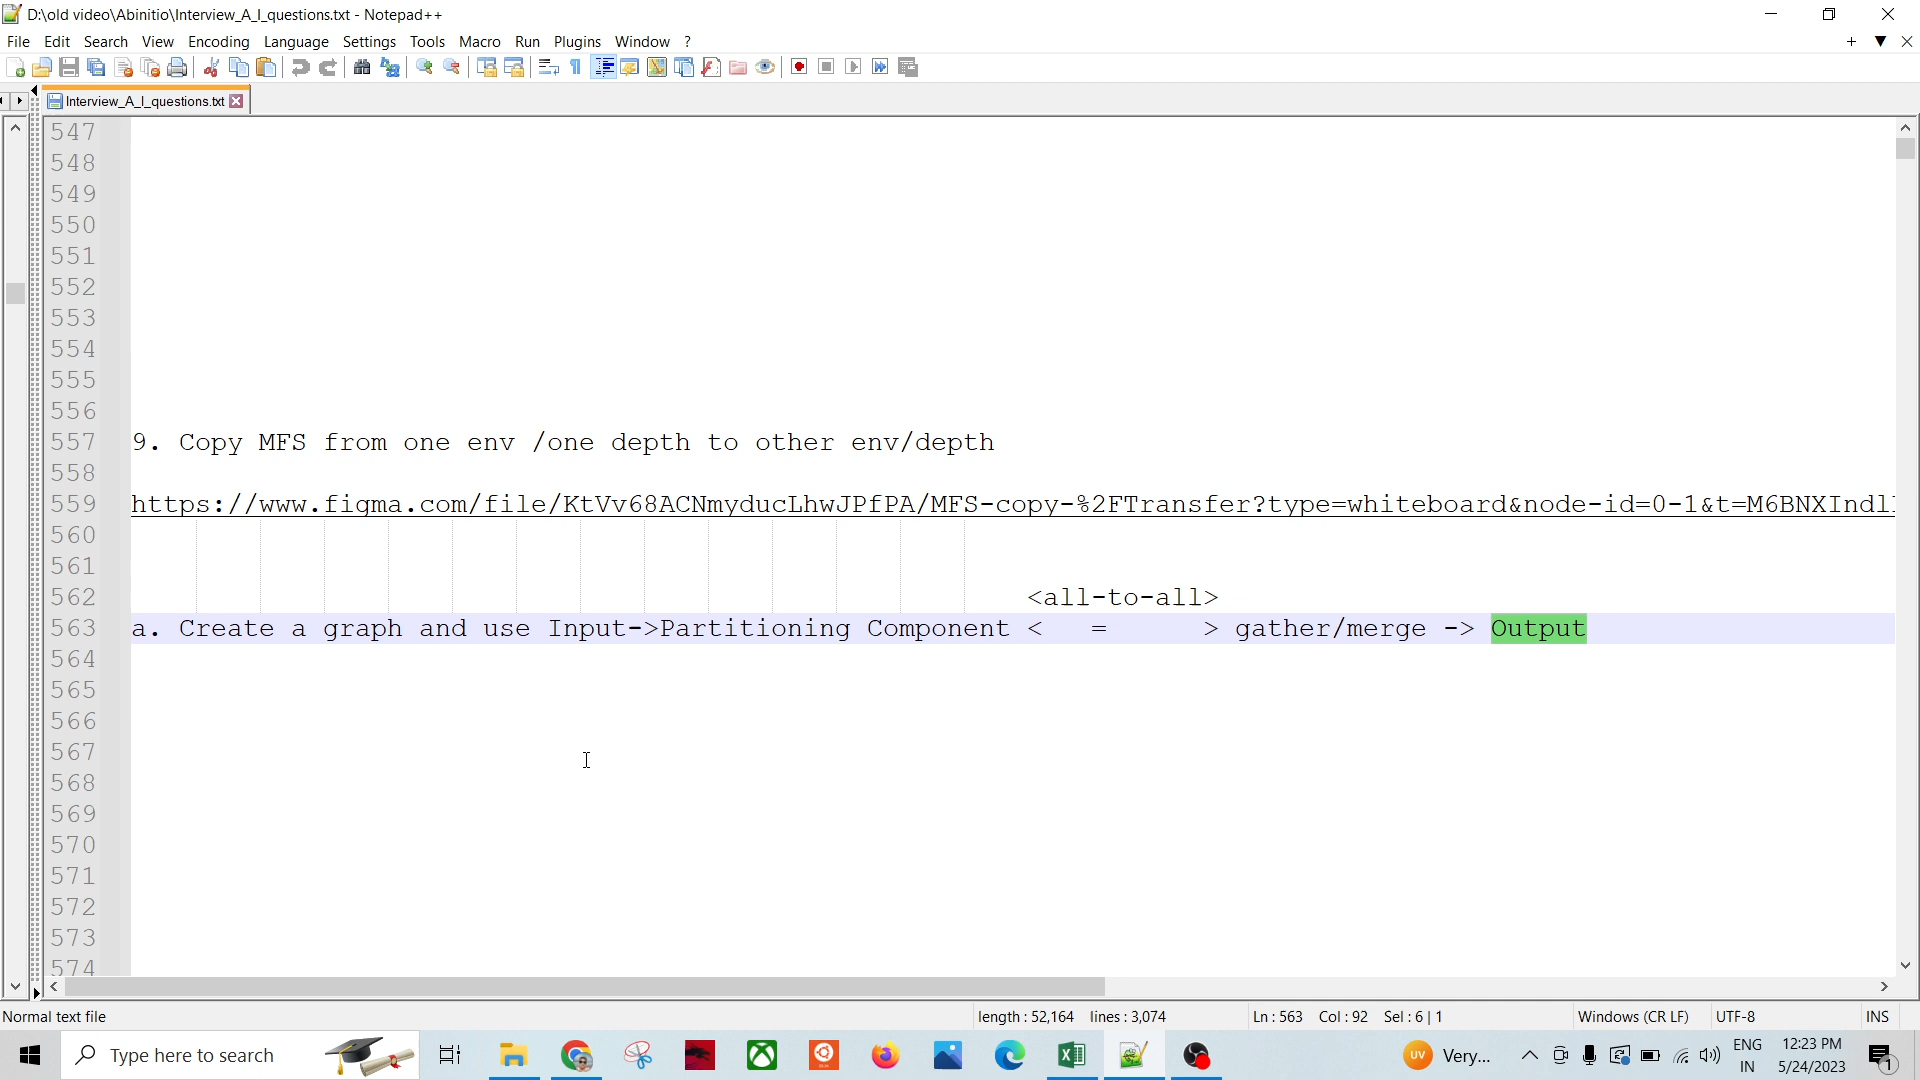 D:\old video\Abinitio\Interview_A_I_questions.txt - Notepad++
File Edit Search View Encoding Language Settings Tools Macro Run Plugins Window ?
Interview_A_I_questions.txt
547
548
549
550
551
552
553
554
555
556
557 9. Copy MFS from one env /one depth to other env/depth
558
559 https://www.figma.com/file/KtVv68ACNmyducLhwJPfPA/MFS-copy-%2FTransfer?type=whiteboard&node-id=0-1&t=M6BNXIndl
560
561
562 <all-to-all>
563 a. Create a graph and use Input->Partitioning Component < = > gather/merge -> Output
564
565
566
567
568
569
570
571
572
573
574
Normal text file length : 52,164 lines : 3,074 Ln : 563 Col : 92 Sel : 6 | 1 Windows (CR LF) UTF-8 INS
Type here to search UV Very... ENG IN 12:23 PM 5/24/2023 1